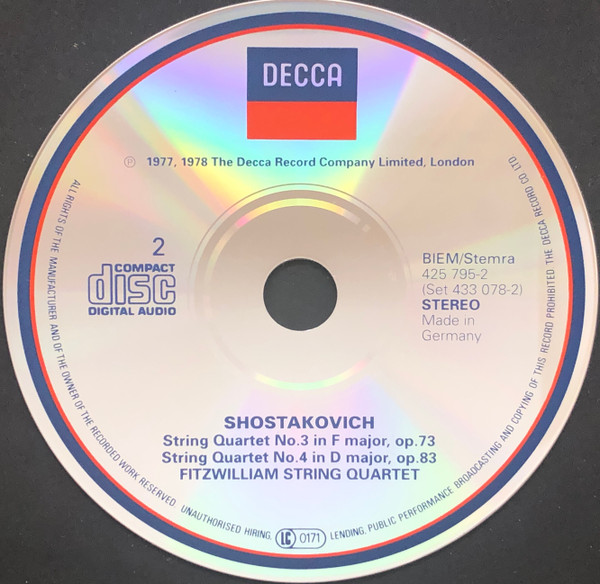 DECCA
℗ 1977, 1978 The Decca Record Company Limited, London
2
COMPACT
disc
DIGITAL AUDIO
BIEM/Stemra
425 795-2
(Set 433 078-2)
STEREO
Made in
Germany
SHOSTAKOVICH
String Quartet No.3 in F major, op.73
String Quartet No.4 in D major, op.83
FITZWILLIAM STRING QUARTET
ALL RIGHTS OF THE MANUFACTURER AND OF THE OWNER OF THE RECORDED WORK RESERVED. UNAUTHORISED HIRING, LC 0171 LENDING, PUBLIC PERFORMANCE BROADCASTING AND COPYING OF THIS RECORD PROHIBITED THE DECCA RECORD CO LTD